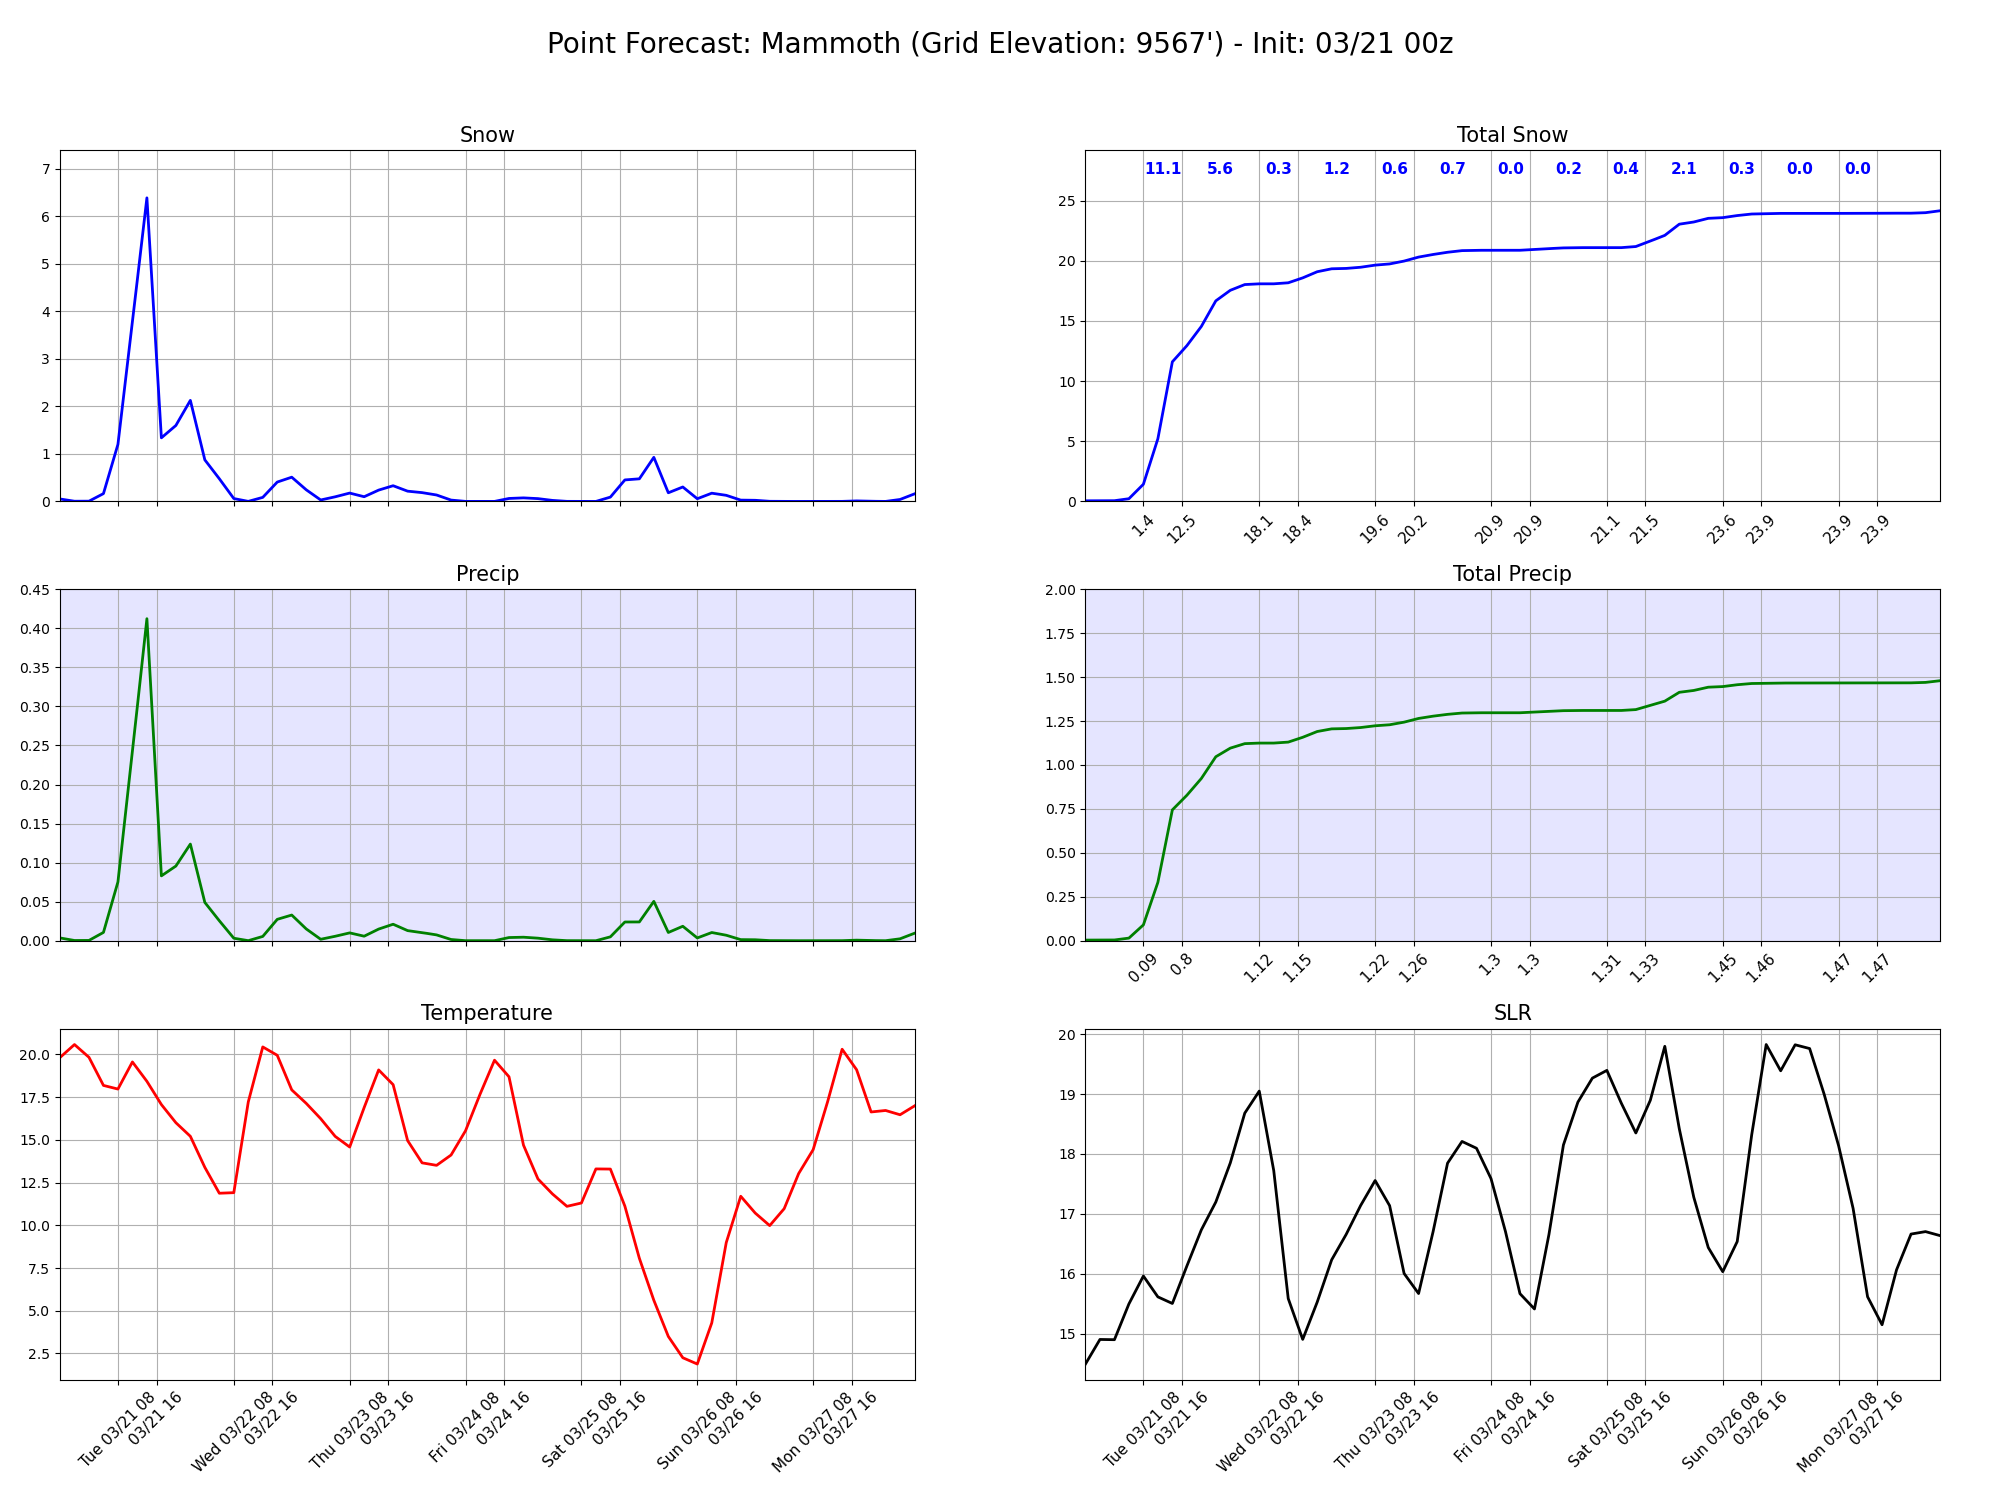 Point Forecast: Mammoth (Grid Elevation: 9567') - Init: 03/21 00z
Snow
7
6
5
4
3
2
1
0
Total Snow
11.1 5.6 0.3 1.2 0.6 0.7 0.0 0.2 0.4 2.1 0.3 0.0 0.0
25
20
15
10
5
0
1.4 12.5 18.1 18.4 19.6 20.2 20.9 20.9 21.1 21.5 23.6 23.9 23.9 23.9
Precip
0.45
0.40
0.35
0.30
0.25
0.20
0.15
0.10
0.05
0.00
Total Precip
2.00
1.75
1.50
1.25
1.00
0.75
0.50
0.25
0.00
0.09 0.8 1.12 1.15 1.22 1.26 1.3 1.3 1.31 1.33 1.45 1.46 1.47 1.47
Temperature
20.0
17.5
15.0
12.5
10.0
7.5
5.0
2.5
Tue 03/21 08
03/21 16
Wed 03/22 08
03/22 16
Thu 03/23 08
03/23 16
Fri 03/24 08
03/24 16
Sat 03/25 08
03/25 16
Sun 03/26 08
03/26 16
Mon 03/27 08
03/27 16
SLR
20
19
18
17
16
15
Tue 03/21 08
03/21 16
Wed 03/22 08
03/22 16
Thu 03/23 08
03/23 16
Fri 03/24 08
03/24 16
Sat 03/25 08
03/25 16
Sun 03/26 08
03/26 16
Mon 03/27 08
03/27 16